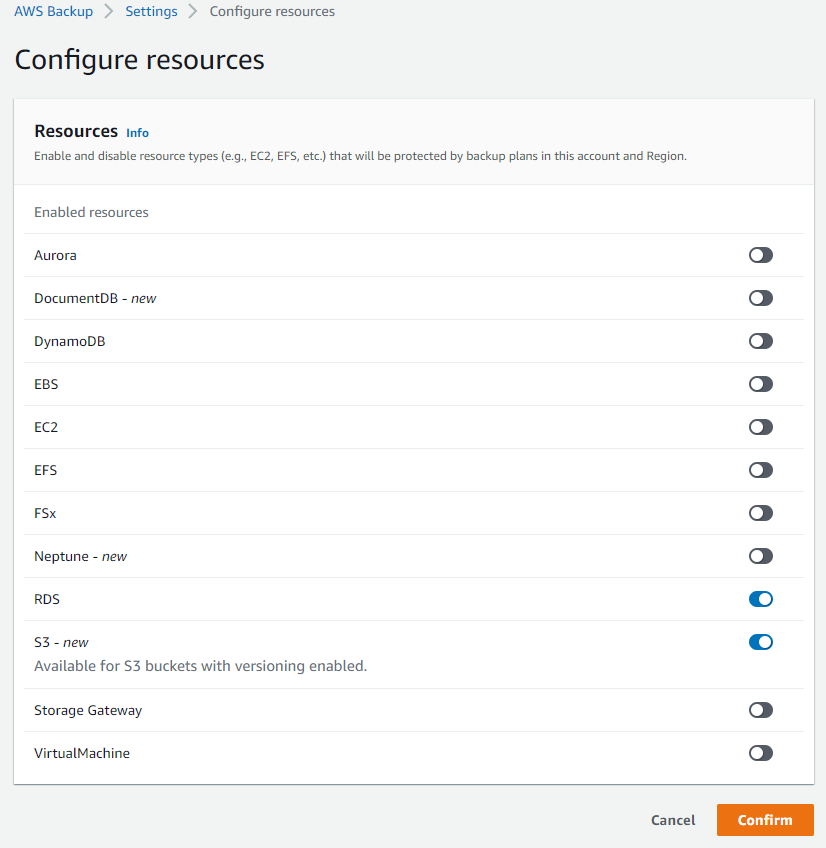 AWS Backup > Settings > Configure resources
Configure resources
Resources Info
Enable and disable resource types (e.g., EC2, EFS, etc.) that will be protected by backup plans in this account and Region.
Enabled resources
Aurora
DocumentDB - new
DynamoDB
EBS
EC2
EFS
FSx
Neptune - new
RDS
S3 - new
Available for S3 buckets with versioning enabled.
Storage Gateway
VirtualMachine
Cancel Confirm